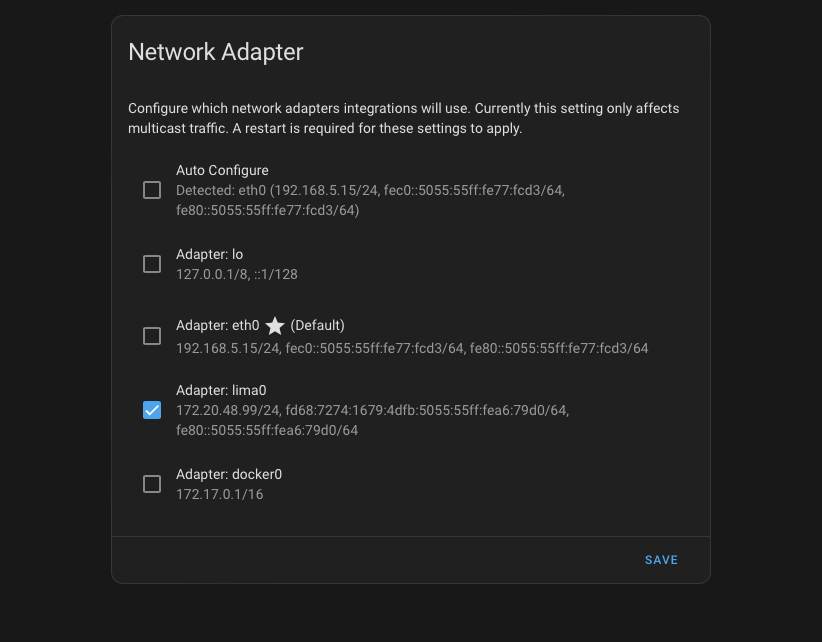 Network Adapter
Configure which network adapters integrations will use. Currently this setting only affects
multicast traffic. A restart is required for these settings to apply.
Auto Configure
Detected: eth0 (192.168.5.15/24, fec0::5055:55ff:fe77:fcd3/64,
fe80::5055:55ff:fe77:fcd3/64)
Adapter: lo
127.0.0.1/8, ::1/128
Adapter: eth0 ★ (Default)
192.168.5.15/24, fec0::5055:55ff:fe77:fcd3/64, fe80::5055:55ff:fe77:fcd3/64
Adapter: lima0
172.20.48.99/24, fd68:7274:1679:4dfb:5055:55ff:fea6:79d0/64,
fe80::5055:55ff:fea6:79d0/64
Adapter: docker0
172.17.0.1/16
SAVE